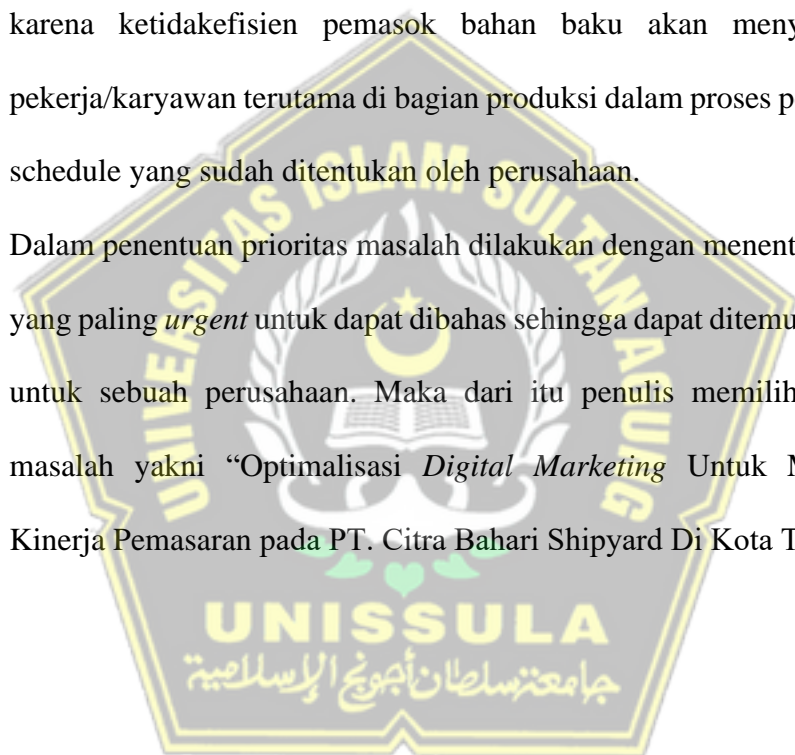 karena ketidakefisien pemasok bahan baku akan meny
pekerja/karyawan terutama di bagian produksi dalam proses p
schedule yang sudah ditentukan oleh perusahaan.
Dalam penentuan prioritas masalah dilakukan dengan menent
yang paling urgent untuk dapat dibahas sehingga dapat ditemu
untuk sebuah perusahaan. Maka dari itu penulis memilih
masalah yakni “Optimalisasi Digital Marketing Untuk M
Kinerja Pemasaran pada PT. Citra Bahari Shipyard Di Kota T
UNIVERSITAS ISLAM SULTAN AGUNG
UNISSULA
جامعتنسلطان أجونج الإسلامية